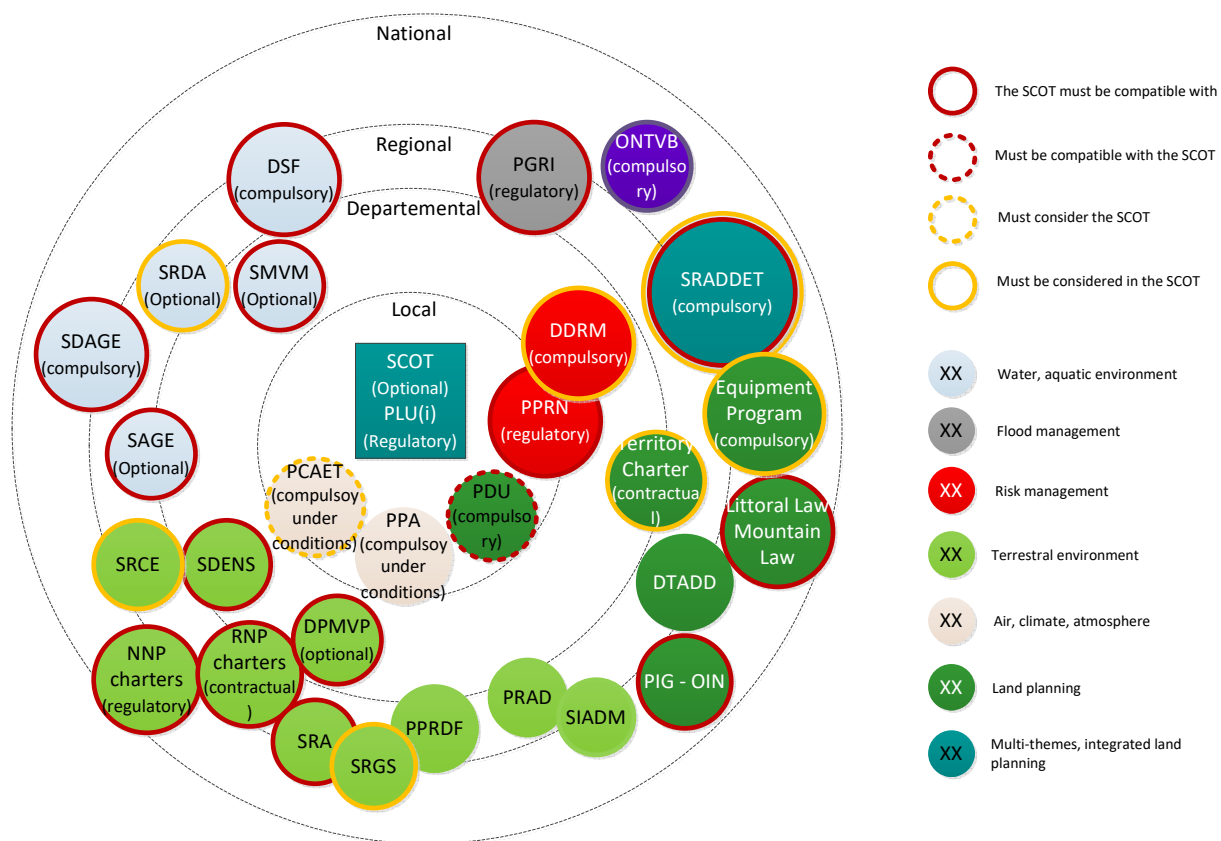 National
Regional
Departemental
Local
DSF
(compulsory)
PGRI
(regulatory)
ONTVB
(compulso
ry)
SRDA
(Optional)
SMVM
(Optional)
SRADDET
(compulsory)
SDAGE
(compulsory)
DDRM
(compulsory)
SCOT
(Optional)
PLU(i)
(Regulatory)
PPRN
(regulatory)
Equipment
Program
(compulsory)
SAGE
(Optional)
Territory
Charter
(contractua
l)
PCAET
(compulsoy
under
conditions)
PPA
(compulsoy
under
conditions)
PDU
(compulso
ry)
Littoral Law
Mountain
Law
SRCE
SDENS
DTADD
NNP
charters
(regulatory)
RNP
charters
(contractual
)
DPMVP
(optional)
PIG - OIN
SRA
SRGS
PPRDF
PRAD
SIADM
The SCOT must be compatible with
Must be compatible with the SCOT
Must consider the SCOT
Must be considered in the SCOT
XX Water, aquatic environment
XX Flood management
XX Risk management
XX Terrestral environment
XX Air, climate, atmosphere
XX Land planning
XX Multi-themes, integrated land
planning